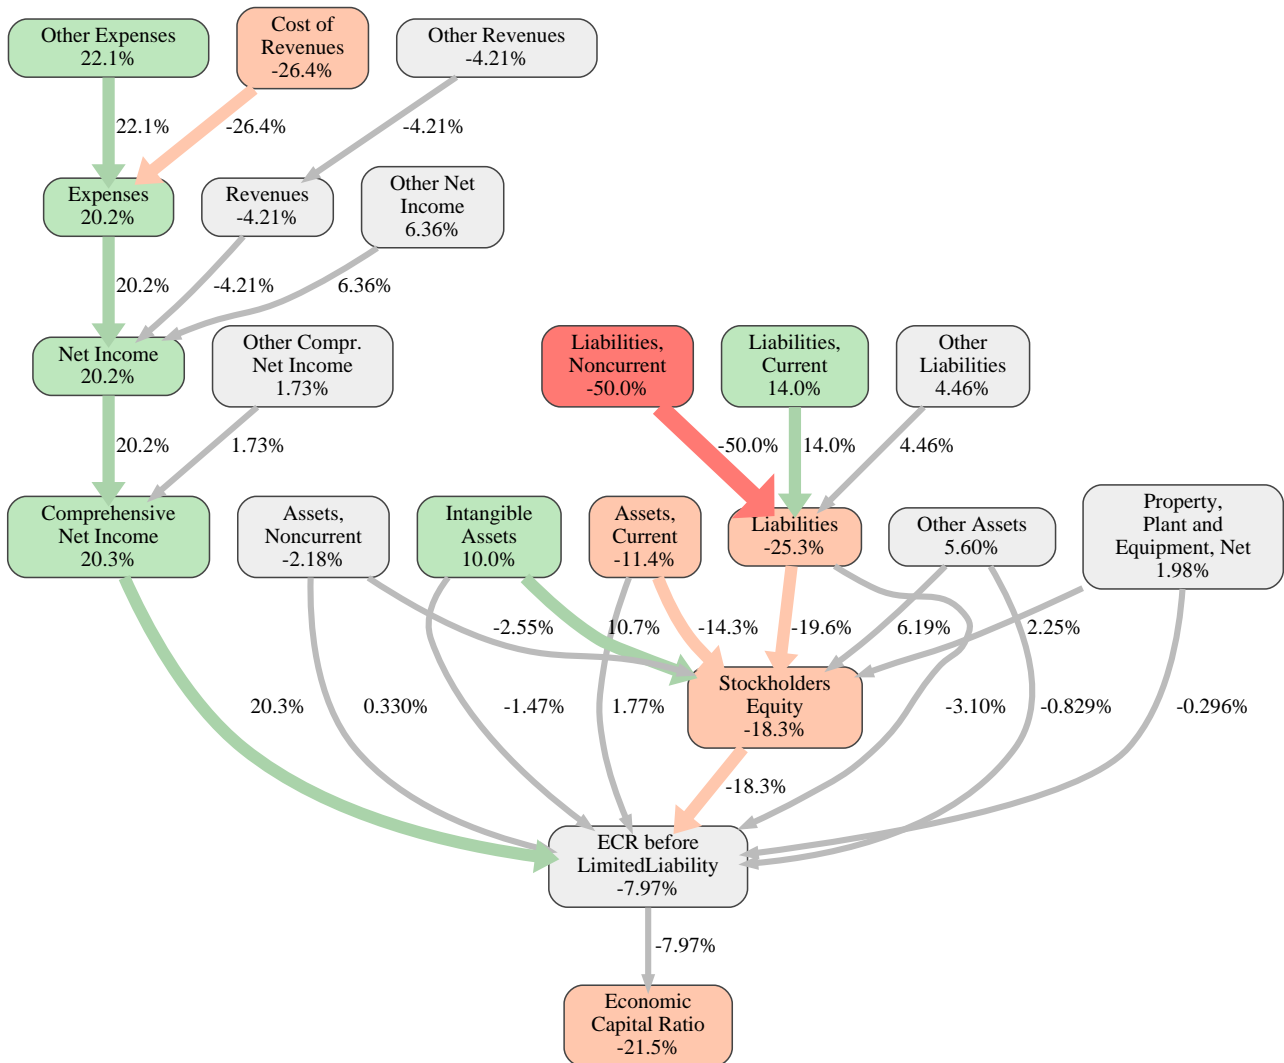 Other Expenses
22.1%
Cost of
Revenues
-26.4%
Other Revenues
-4.21%
22.1%
-26.4%
-4.21%
Expenses
20.2%
Revenues
-4.21%
Other Net
Income
6.36%
20.2%
-4.21%
6.36%
Net Income
20.2%
Other Compr.
Net Income
1.73%
Liabilities,
Noncurrent
-50.0%
Liabilities,
Current
14.0%
Other
Liabilities
4.46%
20.2%
1.73%
-50.0%
14.0%
4.46%
Comprehensive
Net Income
20.3%
Assets,
Noncurrent
-2.18%
Intangible
Assets
10.0%
Assets,
Current
-11.4%
Liabilities
-25.3%
Other Assets
5.60%
Property,
Plant and
Equipment, Net
1.98%
-2.55%
10.7%
-14.3%
-19.6%
6.19%
2.25%
Stockholders
Equity
-18.3%
20.3%
0.330%
-1.47%
1.77%
-3.10%
-0.829%
-0.296%
-18.3%
ECR before
LimitedLiability
-7.97%
-7.97%
Economic
Capital Ratio
-21.5%